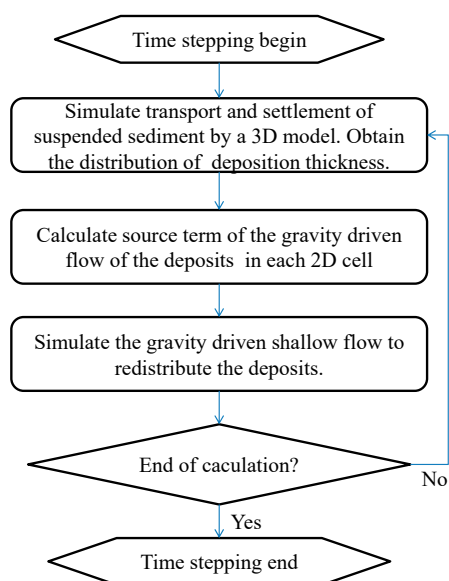 Time stepping begin
Simulate transport and settlement of
suspended sediment by a 3D model. Obtain
the distribution of  deposition thickness.
Calculate source term of the gravity driven
flow of the deposits  in each 2D cell
Simulate the gravity driven shallow flow to
redistribute the deposits.
End of caculation?
No
Yes
Time stepping end